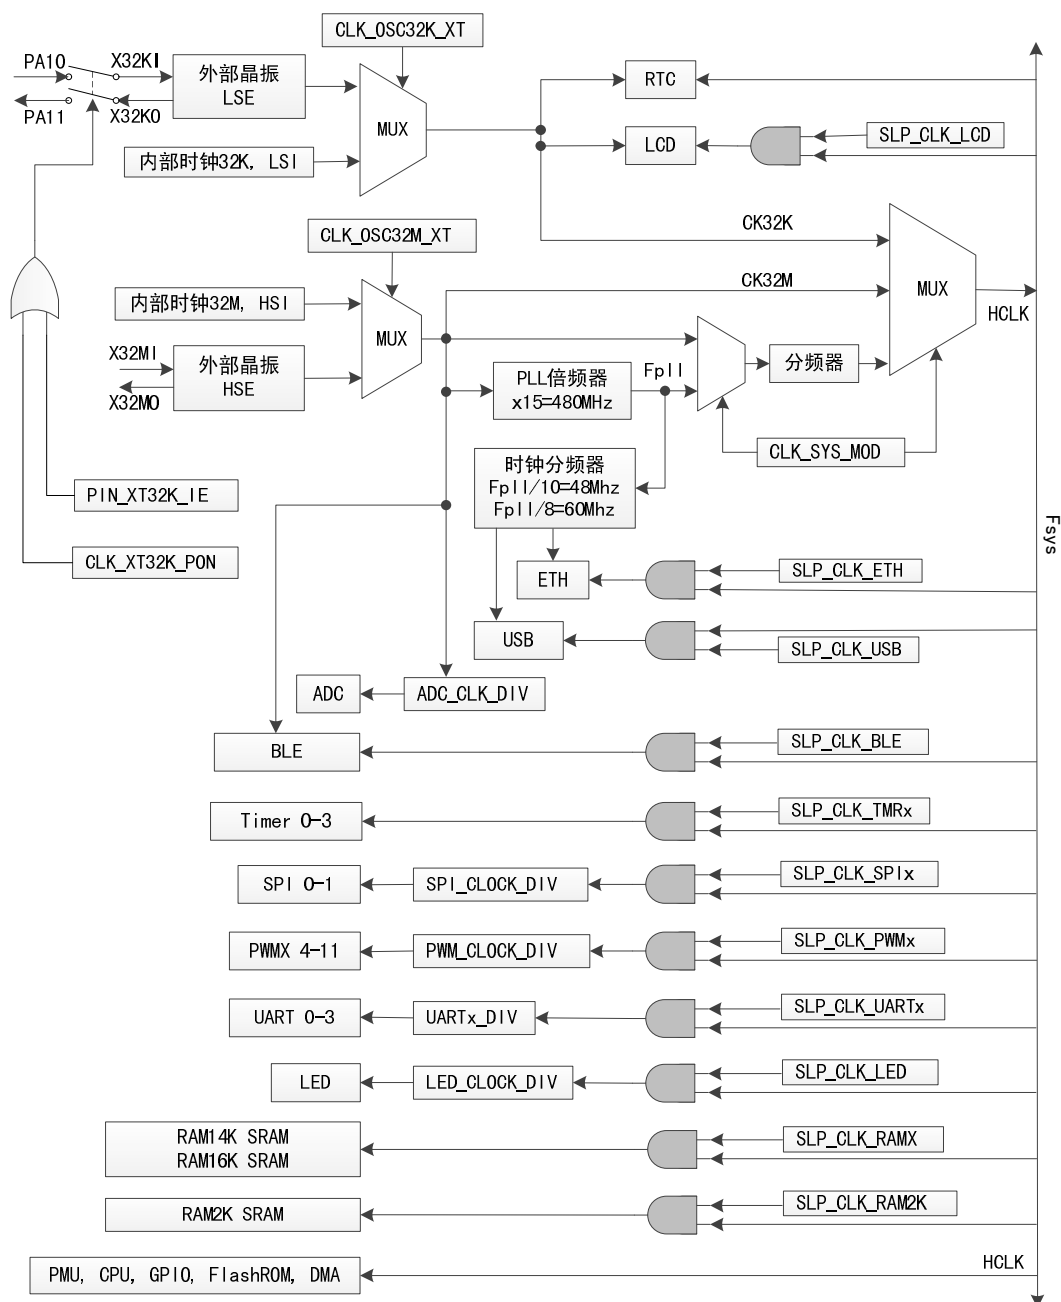 CLK_OSC32K_XT
PA10
X32KI
外部晶振
LSE
PA11
X32KO
MUX
RTC
LCD
SLP_CLK_LCD
内部时钟32K, LSI
CLK_OSC32M_XT
CK32K
CK32M
MUX
HCLK
内部时钟32M, HSI
MUX
X32MI
外部晶振
HSE
X32MO
PLL倍频器
x15=480MHz
Fpll
分频器
CLK_SYS_MOD
时钟分频器
Fpll/10=48Mhz
Fpll/8=60Mhz
PIN_XT32K_IE
CLK_XT32K_PON
Fsys
ETH
SLP_CLK_ETH
USB
SLP_CLK_USB
ADC
ADC_CLK_DIV
BLE
SLP_CLK_BLE
Timer 0-3
SLP_CLK_TMRx
SPI 0-1
SPI_CLOCK_DIV
SLP_CLK_SPIx
PWMX 4-11
PWM_CLOCK_DIV
SLP_CLK_PWMx
UART 0-3
UARTx_DIV
SLP_CLK_UARTx
LED
LED_CLOCK_DIV
SLP_CLK_LED
RAM14K SRAM
RAM16K SRAM
SLP_CLK_RAMX
RAM2K SRAM
SLP_CLK_RAM2K
PMU, CPU, GPIO, FlashROM, DMA
HCLK